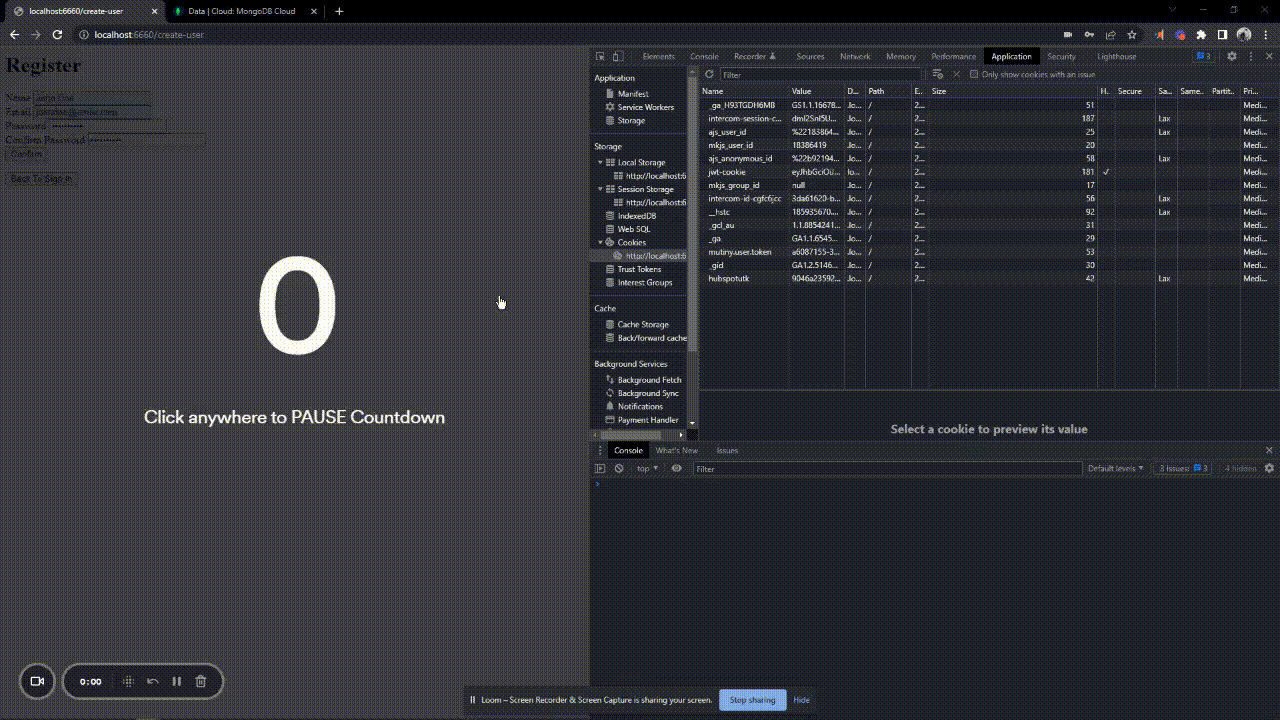 localhost:6660/create-user
Data | Cloud: MongoDB Cloud
localhost:6660/create-user
Register
Name John Doe
Email
Password
Confirm Password
Confirm
Back To Sign In
0
Click anywhere to PAUSE Countdown
0:00
Elements Console Recorder Sources Network Memory Performance Application Security Lighthouse 3
Filter
Only show cookies with an issue
Application
Manifest
Service Workers
Storage
Storage
Local Storage
http://localhost:6
Session Storage
http://localhost:6
IndexedDB
Web SQL
Cookies
http://localhost:6
Trust Tokens
Interest Groups
Cache
Cache Storage
Back/forward cache
Background Services
Background Fetch
Background Sync
Notifications
Payment Handler
Name Value D... Path E... Size H. Secure Sa... Same... Partit... Pri...
_ga_H93TGDH6MB GS1.1.16678... Jo... / 2... 51 Medi...
intercom-session-c... dml2SnI5U... Jo... / 2... 187 Lax Medi...
ajs_user_id %22183864... Jo... / 2... 25 Lax Medi...
mkjs_user_id 18386419 Jo... / 2... 20 Medi...
ajs_anonymous_id %22b92194... Jo... / 2... 58 Lax Medi...
jwt-cookie eyJhbGciOiJ... Jo... / 2... 181 ✓ Medi...
mkjs_group_id null Jo... / 2... 17 Medi...
intercom-id-cgfc6jcc 3da61620-b... Jo... / 2... 56 Lax Medi...
__hstc 185935670.... Jo... / 2... 92 Lax Medi...
_gcl_au 1.1.8854241... Jo... / 2... 31 Medi...
_ga GA1.1.6545... Jo... / 2... 29 Medi...
mutiny.user.token a6087155-3... Jo... / 2... 53 Medi...
_gid GA1.2.5146... Jo... / 2... 30 Medi...
hubspotutk 9046a23592... Jo... / 2... 42 Lax Medi...
Select a cookie to preview its value
Console What's New Issues
top Filter Default levels 3 Issues: 3 4 hidden
Loom – Screen Recorder & Screen Capture is sharing your screen. Stop sharing Hide